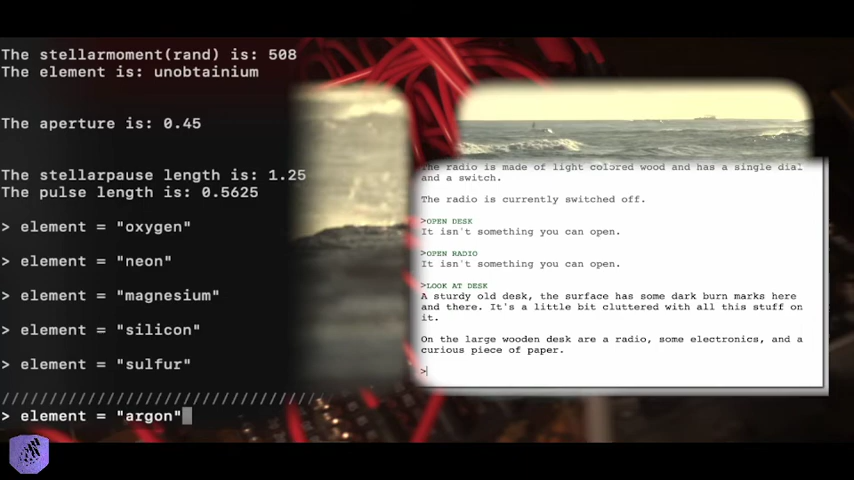 The stellarmoment(rand) is: 508
The element is: unobtainium
The aperture is: 0.45
The stellarpause length is: 1.25
The pulse length is: 0.5625
> element = "oxygen"
> element = "neon"
> element = "magnesium"
> element = "silicon"
> element = "sulfur"
///////////////////////////////////
> element = "argon"
The radio is made of light colored wood and has a single dial
and a switch.
The radio is currently switched off.
>OPEN DESK
It isn't something you can open.
>OPEN RADIO
It isn't something you can open.
>LOOK AT DESK
A sturdy old desk, the surface has some dark burn marks here
and there. It's a little bit cluttered with all this stuff on
it.
On the large wooden desk are a radio, some electronics, and a
curious piece of paper.
>